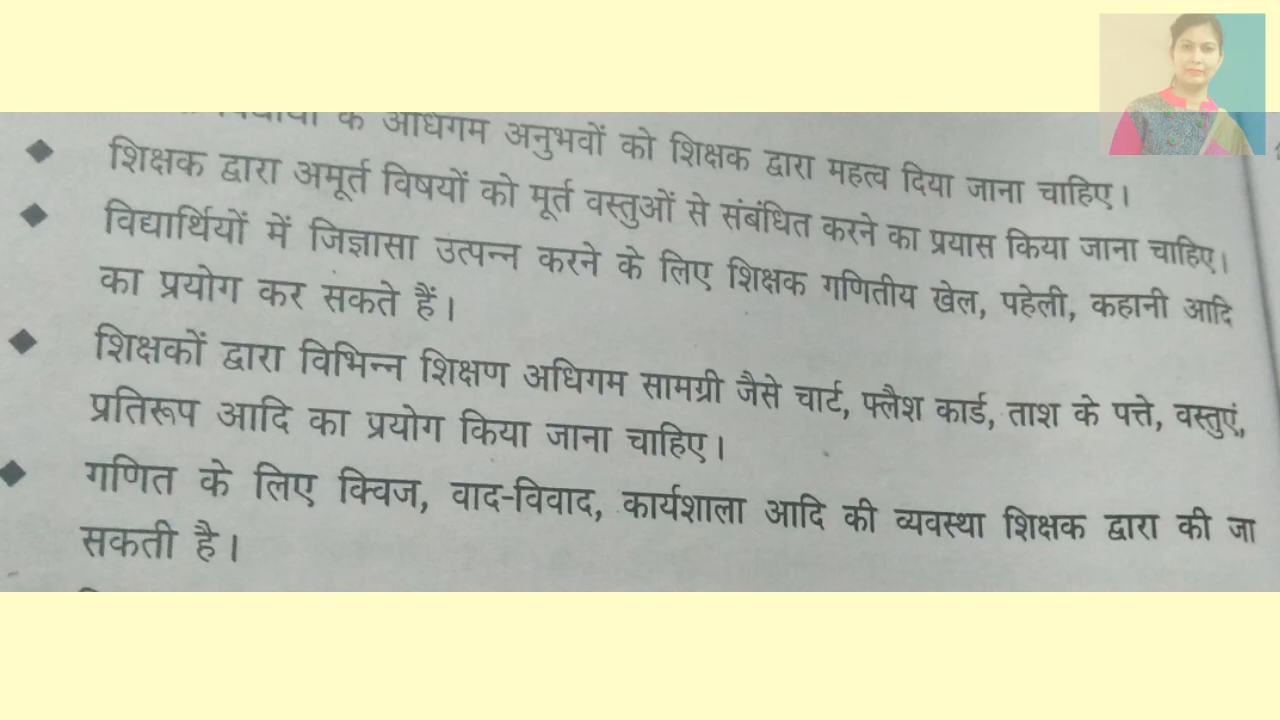 के अधिगम अनुभवों को शिक्षक द्वारा महत्व दिया जाना चाहिए।
शिक्षक द्वारा अमूर्त विषयों को मूर्त वस्तुओं से संबंधित करने का प्रयास किया जाना चाहिए।
विद्यार्थियों में जिज्ञासा उत्पन्न करने के लिए शिक्षक गणितीय खेल, पहेली, कहानी आदि
का प्रयोग कर सकते हैं।
शिक्षकों द्वारा विभिन्न शिक्षण अधिगम सामग्री जैसे चार्ट, फ्लैश कार्ड, ताश के पत्ते, वस्तुएं,
प्रतिरूप आदि का प्रयोग किया जाना चाहिए।
गणित के लिए क्विज, वाद-विवाद, कार्यशाला आदि की व्यवस्था शिक्षक द्वारा की जा
सकती है।